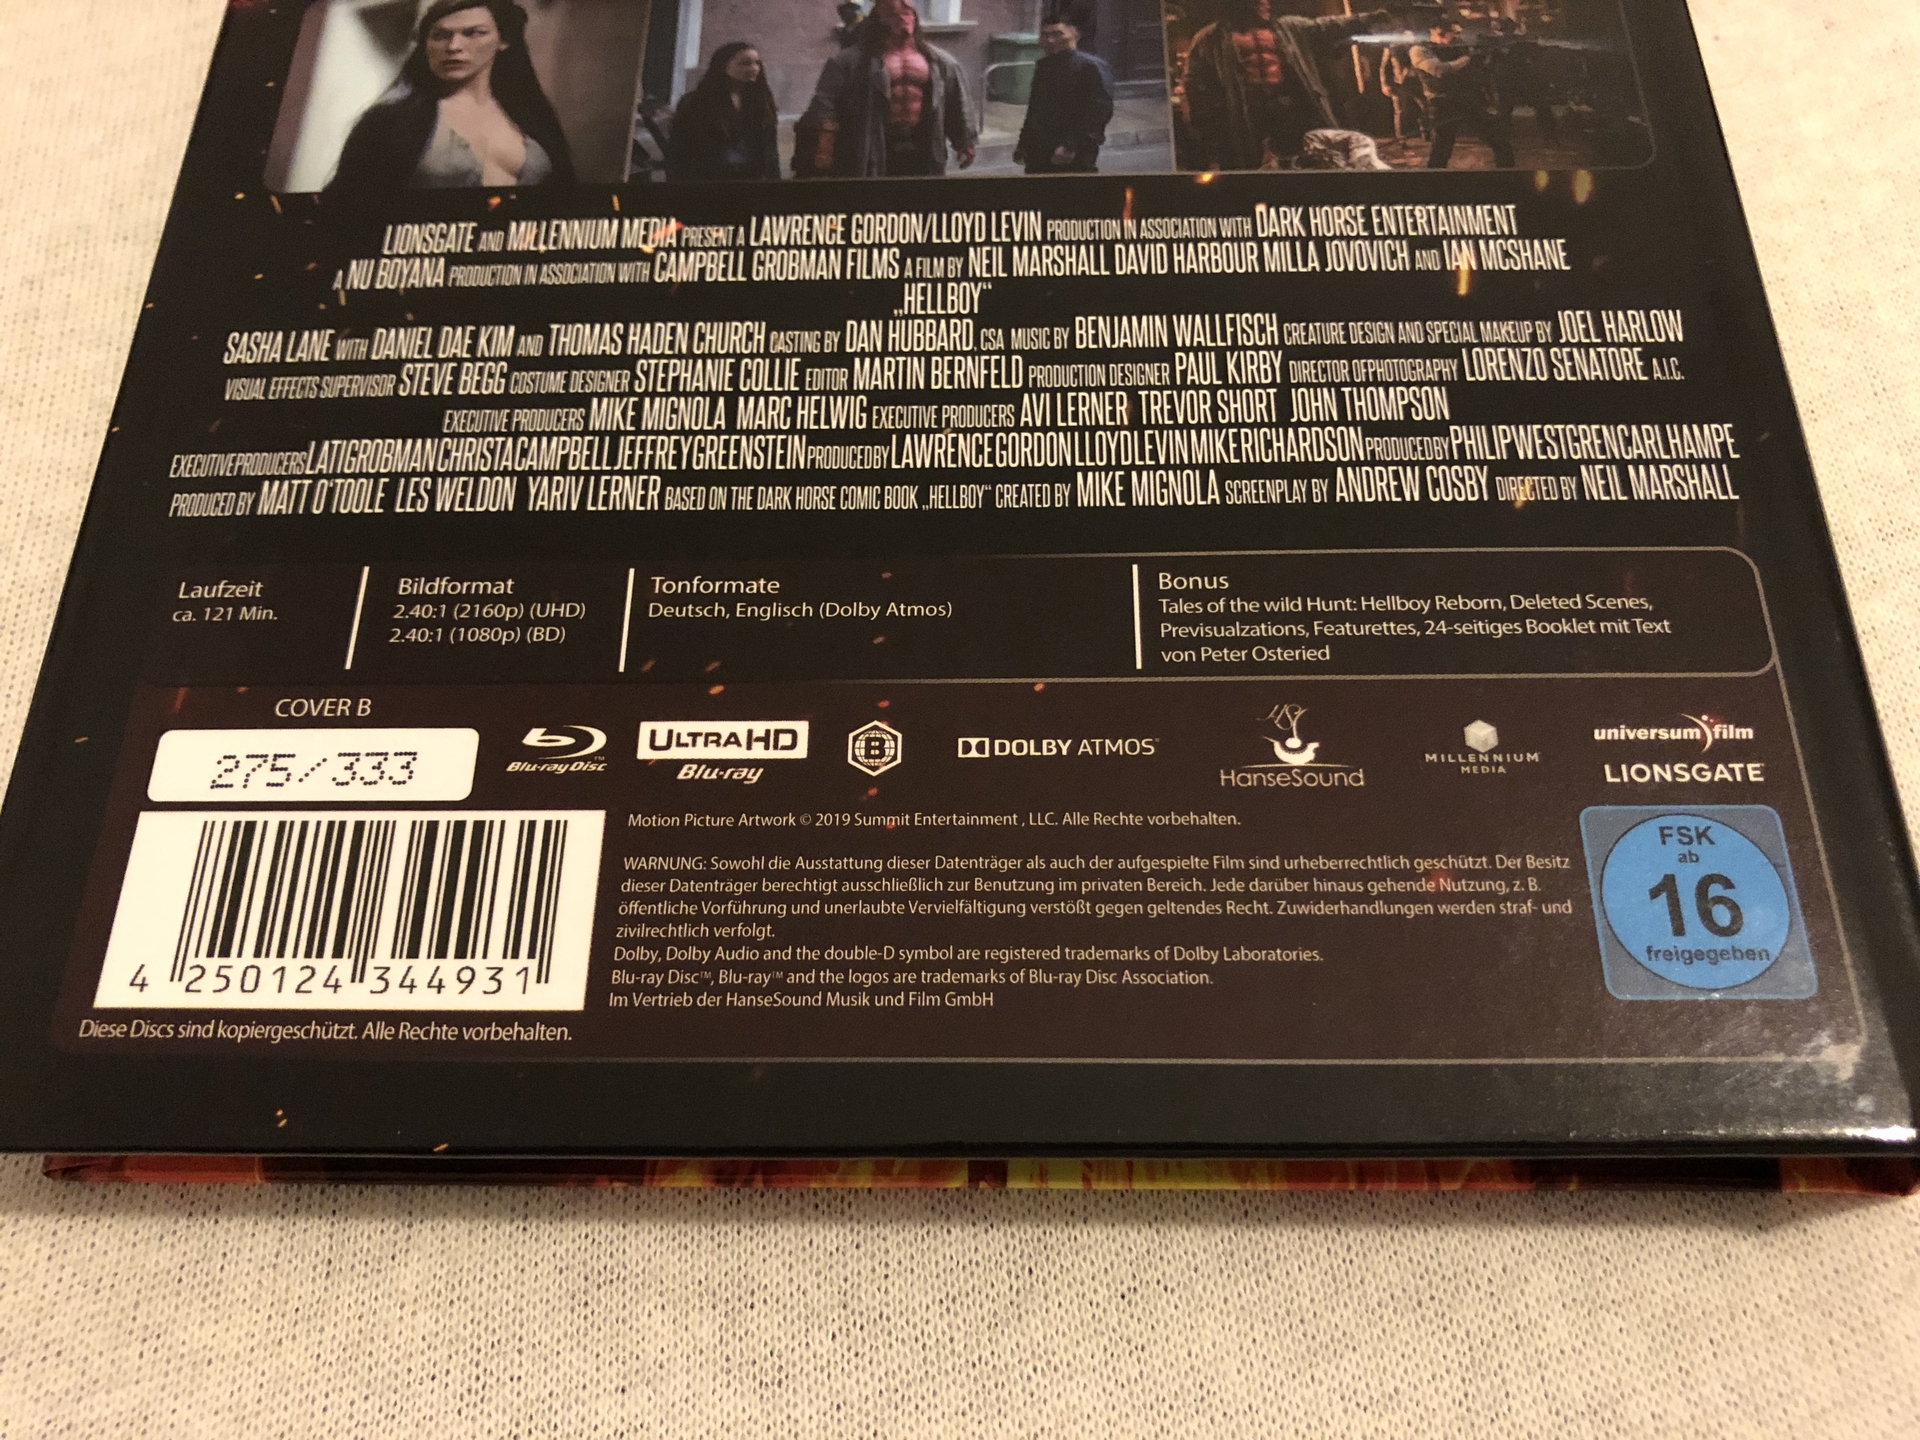 LIONSGATE AND MILLENNIUM MEDIA PRESENT A LAWRENCE GORDON/LLOYD LEVIN PRODUCTION IN ASSOCIATION WITH DARK HORSE ENTERTAINMENT
A NU BOYANA PRODUCTION IN ASSOCIATION WITH CAMPBELL GROBMAN FILMS A FILM BY NEIL MARSHALL DAVID HARBOUR MILLA JOVOVICH AND IAN MCSHANE
„HELLBOY“
SASHA LANE WITH DANIEL DAE KIM AND THOMAS HADEN CHURCH CASTING BY DAN HUBBARD, CSA MUSIC BY BENJAMIN WALLFISCH CREATURE DESIGN AND SPECIAL MAKEUP BY JOEL HARLOW
VISUAL EFFECTS SUPERVISOR STEVE BEGG COSTUME DESIGNER STEPHANIE COLLIE EDITOR MARTIN BERNFELD PRODUCTION DESIGNER PAUL KIRBY DIRECTOR OFPHOTOGRAPHY LORENZO SENATORE A.I.C.
EXECUTIVE PRODUCERS MIKE MIGNOLA MARC HELWIG EXECUTIVE PRODUCERS AVI LERNER TREVOR SHORT JOHN THOMPSON
EXECUTIVEPRODUCERSLATIGROBMANCHRISTACAMPBELLJEFFREYGREENSTEINPRODUCEDBYLAWRENCEGORDONLLOYDLEVINMIKERICHARDSONPRODUCEDBYPHILIPWESTGRENCARLHAMPE
PRODUCED BY MATT O'TOOLE LES WELDON YARIV LERNER BASED ON THE DARK HORSE COMIC BOOK „HELLBOY“ CREATED BY MIKE MIGNOLA SCREENPLAY BY ANDREW COSBY DIRECTED BY NEIL MARSHALL
Laufzeit
ca. 121 Min.
Bildformat
2.40:1 (2160p) (UHD)
2.40:1 (1080p) (BD)
Tonformate
Deutsch, Englisch (Dolby Atmos)
Bonus
Tales of the wild Hunt: Hellboy Reborn, Deleted Scenes,
Previsualzations, Featurettes, 24-seitiges Booklet mit Text
von Peter Osteried
COVER B
275/333
Blu-ray Disc™
ULTRA HD
Blu-ray
B
DOLBY ATMOS®
HS
HanseSound
MILLENNIUM
MEDIA
universum film
LIONSGATE
Motion Picture Artwork © 2019 Summit Entertainment , LLC. Alle Rechte vorbehalten.
WARNUNG: Sowohl die Ausstattung dieser Datenträger als auch der aufgespielte Film sind urheberrechtlich geschützt. Der Besitz
dieser Datenträger berechtigt ausschließlich zur Benutzung im privaten Bereich. Jede darüber hinaus gehende Nutzung, z. B.
öffentliche Vorführung und unerlaubte Vervielfältigung verstößt gegen geltendes Recht. Zuwiderhandlungen werden straf- und
zivilrechtlich verfolgt.
Dolby, Dolby Audio and the double-D symbol are registered trademarks of Dolby Laboratories.
Blu-ray Disc™, Blu-ray™ and the logos are trademarks of Blu-ray Disc Association.
Im Vertrieb der HanseSound Musik und Film GmbH
FSK
ab
16
freigegeben
4 250124 344931
Diese Discs sind kopiergeschützt. Alle Rechte vorbehalten.